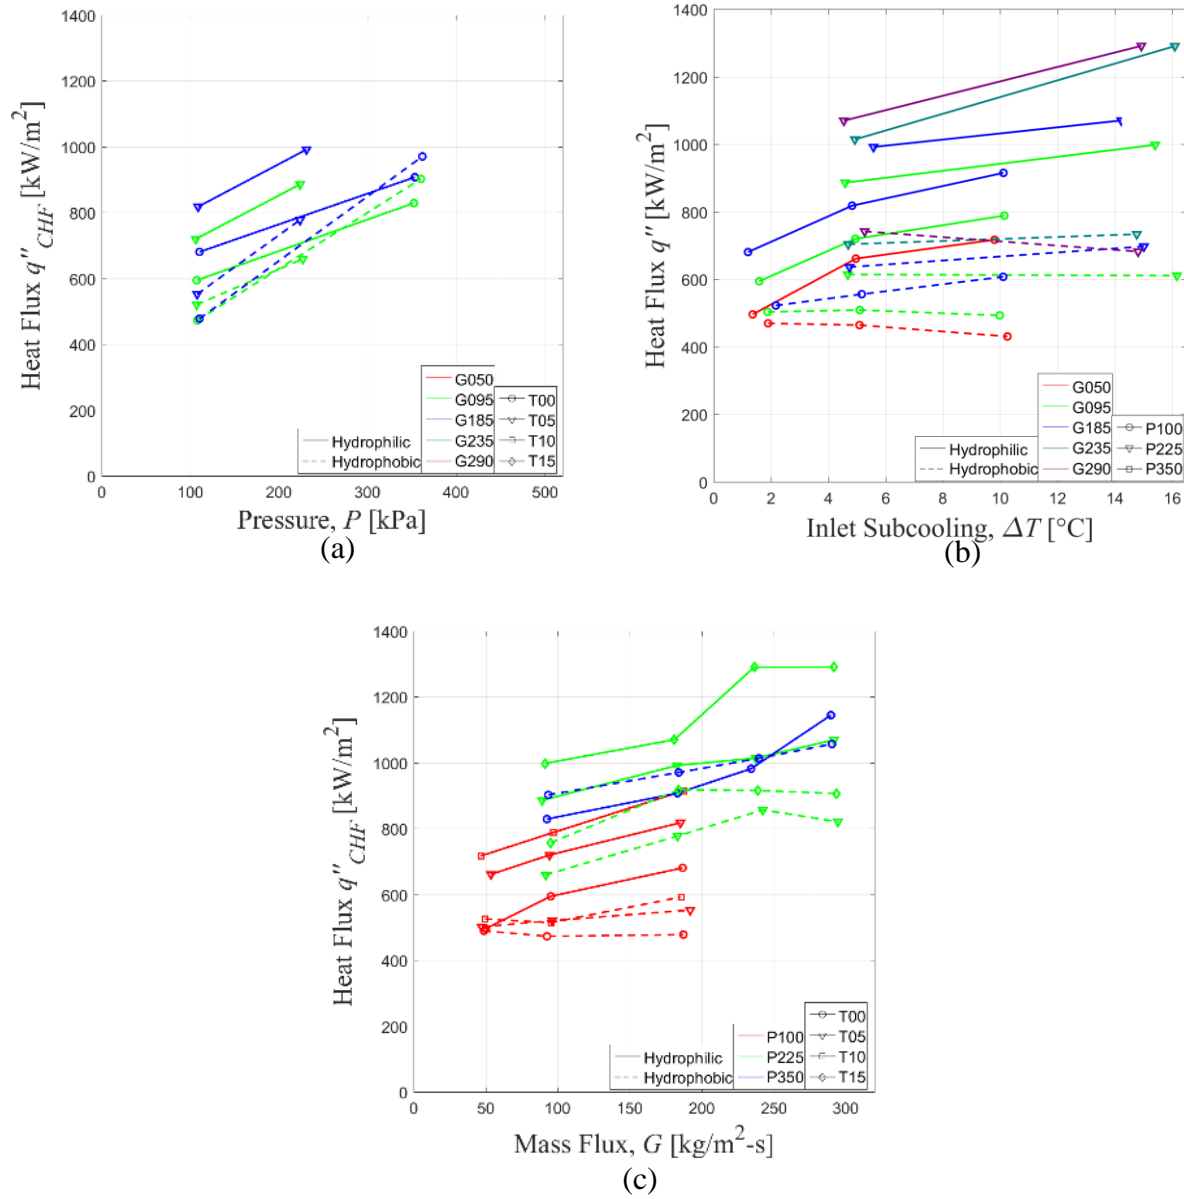 1400
1200
1000
800
600
400
200
0
Heat Flux q″CHF [kW/m2]
0 100 200 300 400 500
Pressure, P [kPa]
Hydrophilic
Hydrophobic
G050
G095
G185
G235
G290
T00
T05
T10
T15
(a)
1400
1200
1000
800
600
400
200
0
Heat Flux q″ [kW/m2]
0 2 4 6 8 10 12 14 16
Inlet Subcooling, ΔT [°C]
Hydrophilic
Hydrophobic
G050
G095
G185
G235
G290
P100
P225
P350
(b)
1400
1200
1000
800
600
400
200
0
Heat Flux q″CHF [kW/m2]
0 50 100 150 200 250 300
Mass Flux, G [kg/m2-s]
Hydrophilic
Hydrophobic
P100
P225
P350
T00
T05
T10
T15
(c)